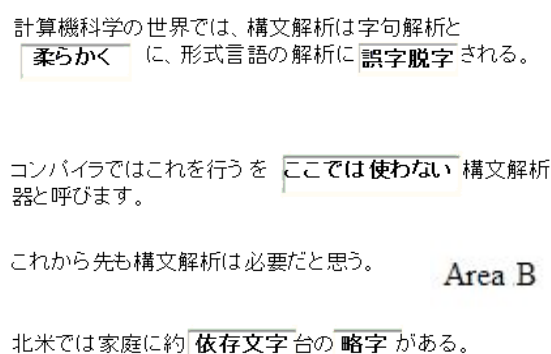 計算機科学の世界では、構文解析は字句解析と
柔らかく に、形式言語の解析に 誤字脱字 される。
コンパイラではこれを行う を ここでは使わない 構文解析
器と呼びます。
これから先も構文解析は必要だと思う。
Area B
北米では家庭に約 依存文字 台の 略字 がある。